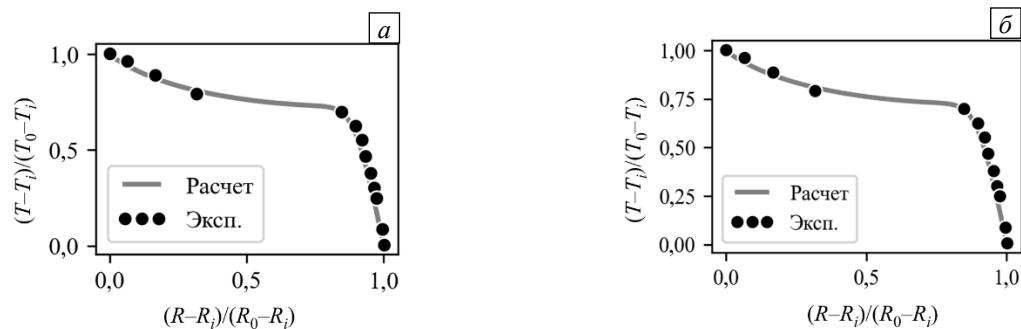 а
(T–Tᵢ)/(T₀–Tᵢ)
1,0
0,5
0,0
Расчет
Эксп.
0,0 0,5 1,0
(R–Rᵢ)/(R₀–Rᵢ)
б
(T–Tᵢ)/(T₀–Tᵢ)
1,00
0,75
0,50
0,25
0,00
Расчет
Эксп.
0,0 0,5 1,0
(R–Rᵢ)/(R₀–Rᵢ)